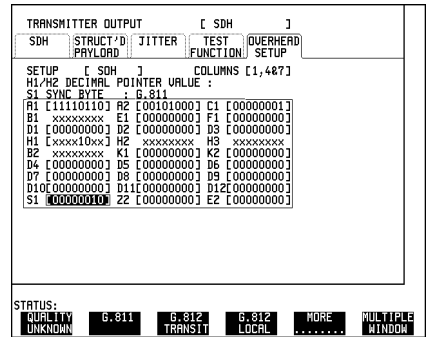 TRANSMITTER OUTPUT [ SDH ]
SDH STRUCT'D PAYLOAD JITTER TEST FUNCTION OVERHEAD SETUP
SETUP [ SOH ] COLUMNS [1,4&7]
H1/H2 DECIMAL POINTER VALUE :
S1 SYNC BYTE : G.811
A1 [11110110] A2 [00101000] C1 [00000001]
B1 xxxxxxxx E1 [00000000] F1 [00000000]
D1 [00000000] D2 [00000000] D3 [00000000]
H1 [xxxx10xx] H2 xxxxxxxx H3 xxxxxxxx
B2 xxxxxxxx K1 [00000000] K2 [00000000]
D4 [00000000] D5 [00000000] D6 [00000000]
D7 [00000000] D8 [00000000] D9 [00000000]
D10[00000000] D11[00000000] D12[00000000]
S1 [00000010] Z2 [00000000] E2 [00000000]
STATUS:
QUALITY UNKNOWN G.811 G.812 TRANSIT G.812 LOCAL MORE ........ MULTIPLE WINDOW